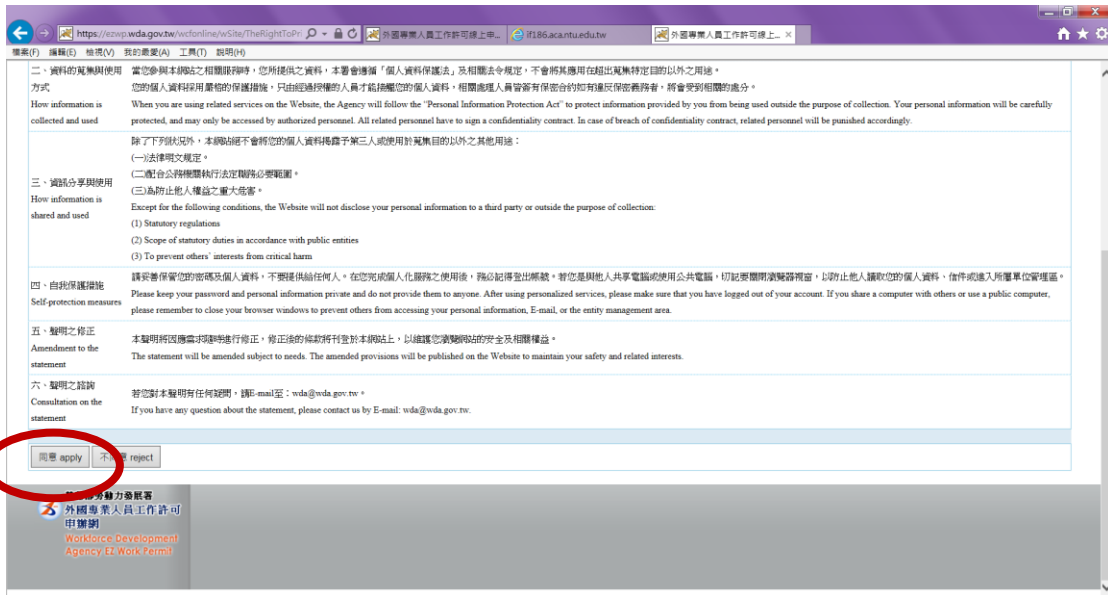 https://ezwp.wda.gov.tw/wcfonline/wSite/TheRightToPri
外國專業人員工作許可線上申...
if186.aca.ntu.edu.tw
外國專業人員工作許可線上...
檔案(F) 編輯(E) 檢視(V) 我的最愛(A) 工具(T) 說明(H)
二、資料的蒐集與使用方式
How information is collected and used
當您參與本網站之相關服務時,您所提供之資料,本署會遵循「個人資料保護法」及相關法令規定,不會將其應用在超出蒐集特定目的以外之用途。
您的個人資料採用嚴格的保護措施,只由經過授權的人員才能接觸您的個人資料,相關處理人員皆簽有保密合約如有違反保密義務者,將會受到相關的處分。
When you are using related services on the Website, the Agency will follow the “Personal Information Protection Act” to protect information provided by you from being used outside the purpose of collection. Your personal information will be carefully
protected, and may only be accessed by authorized personnel. All related personnel have to sign a confidentiality contract. In case of breach of confidentiality contract, related personnel will be punished accordingly.
三、資訊分享與使用
How information is
shared and used
除了下列狀況外,本網站絕不會將您的個人資料揭露予第三人或使用於蒐集目的以外之其他用途:
(一)法律明文規定。
(二)配合公務機關執行法定職務必要範圍。
(三)為防止他人權益之重大危害。
Except for the following conditions, the Website will not disclose your personal information to a third party or outside the purpose of collection:
(1) Statutory regulations
(2) Scope of statutory duties in accordance with public entities
(3) To prevent others’ interests from critical harm
四、自我保護措施
Self-protection measures
請妥善保管您的密碼及個人資料,不要提供給任何人。在您完成個人化服務之使用後,務必記得登出帳號。若您是與他人共享電腦或使用公共電腦,切記要關閉瀏覽器視窗,以防止他人讀取您的個人資料、信件或進入所屬單位管理區。
Please keep your password and personal information private and do not provide them to anyone. After using personalized services, please make sure that you have logged out of your account. If you share a computer with others or use a public computer,
please remember to close your browser windows to prevent others from accessing your personal information, E-mail, or the entity management area.
五、聲明之修正
Amendment to the
statement
本聲明將因應需求隨時進行修正,修正後的條款將刊登於本網站上,以維護您瀏覽網站的安全及相關權益。
The statement will be amended subject to needs. The amended provisions will be published on the Website to maintain your safety and related interests.
六、聲明之諮詢
Consultation on the
statement
若您對本聲明有任何疑問,請E-mail至:wda@wda.gov.tw。
If you have any question about the statement, please contact us by E-mail: wda@wda.gov.tw.
同意 apply
reject
勞動力發展署
外國專業人員工作許可
申辦網
Workforce Development
Agency EZ Work Permit